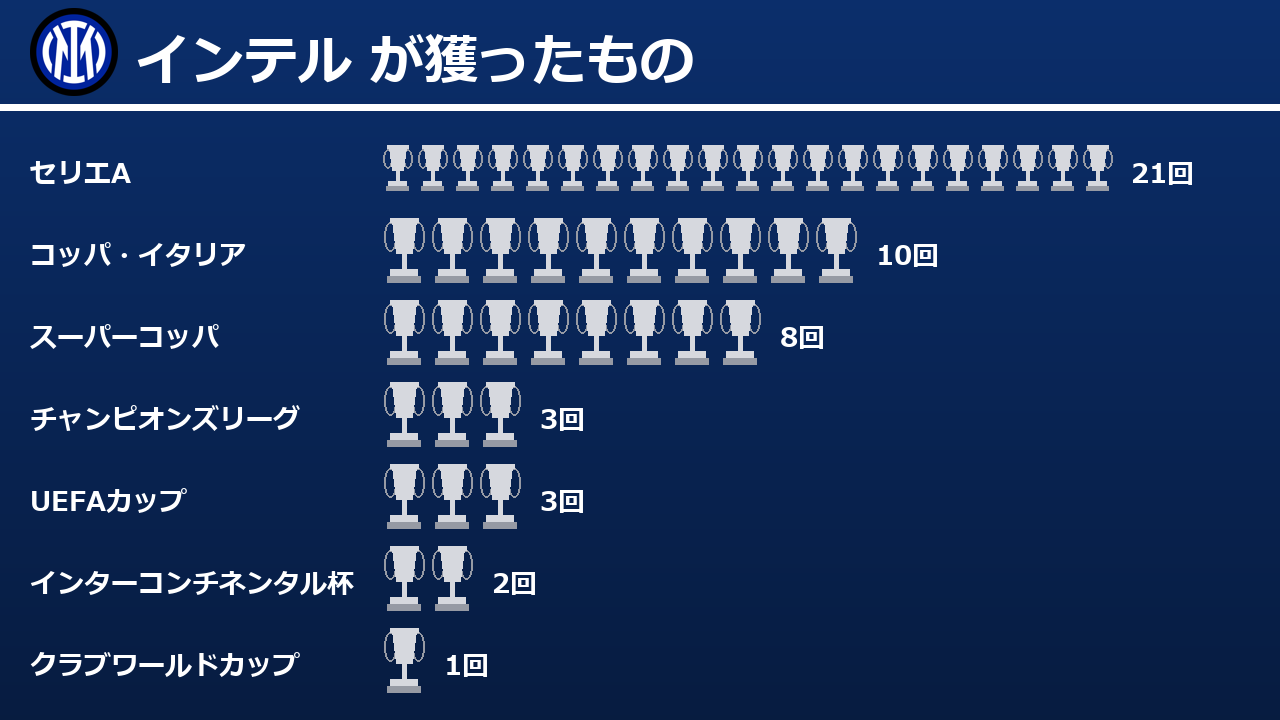 インテル が獲ったもの
セリエA 21回
コッパ・イタリア 10回
スーパーコッパ 8回
チャンピオンズリーグ 3回
UEFAカップ 3回
インターコンチネンタル杯 2回
クラブワールドカップ 1回